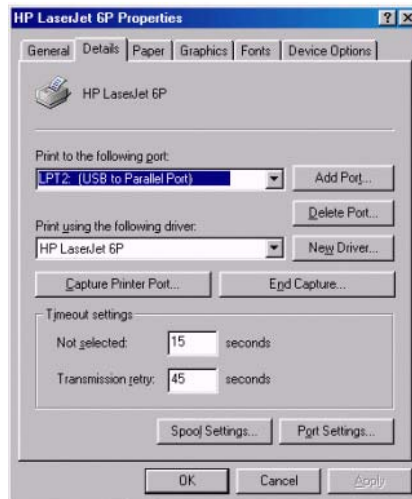 HP LaserJet 6P Properties
General Details Paper Graphics Fonts Device Options
HP LaserJet 6P
Print to the following port:
LPT2: (USB to Parallel Port) Add Port...
Delete Port...
Print using the following driver:
HP LaserJet 6P New Driver...
Capture Printer Port... End Capture...
Timeout settings
Not selected: 15 seconds
Transmission retry: 45 seconds
Spool Settings... Port Settings...
OK Cancel Apply